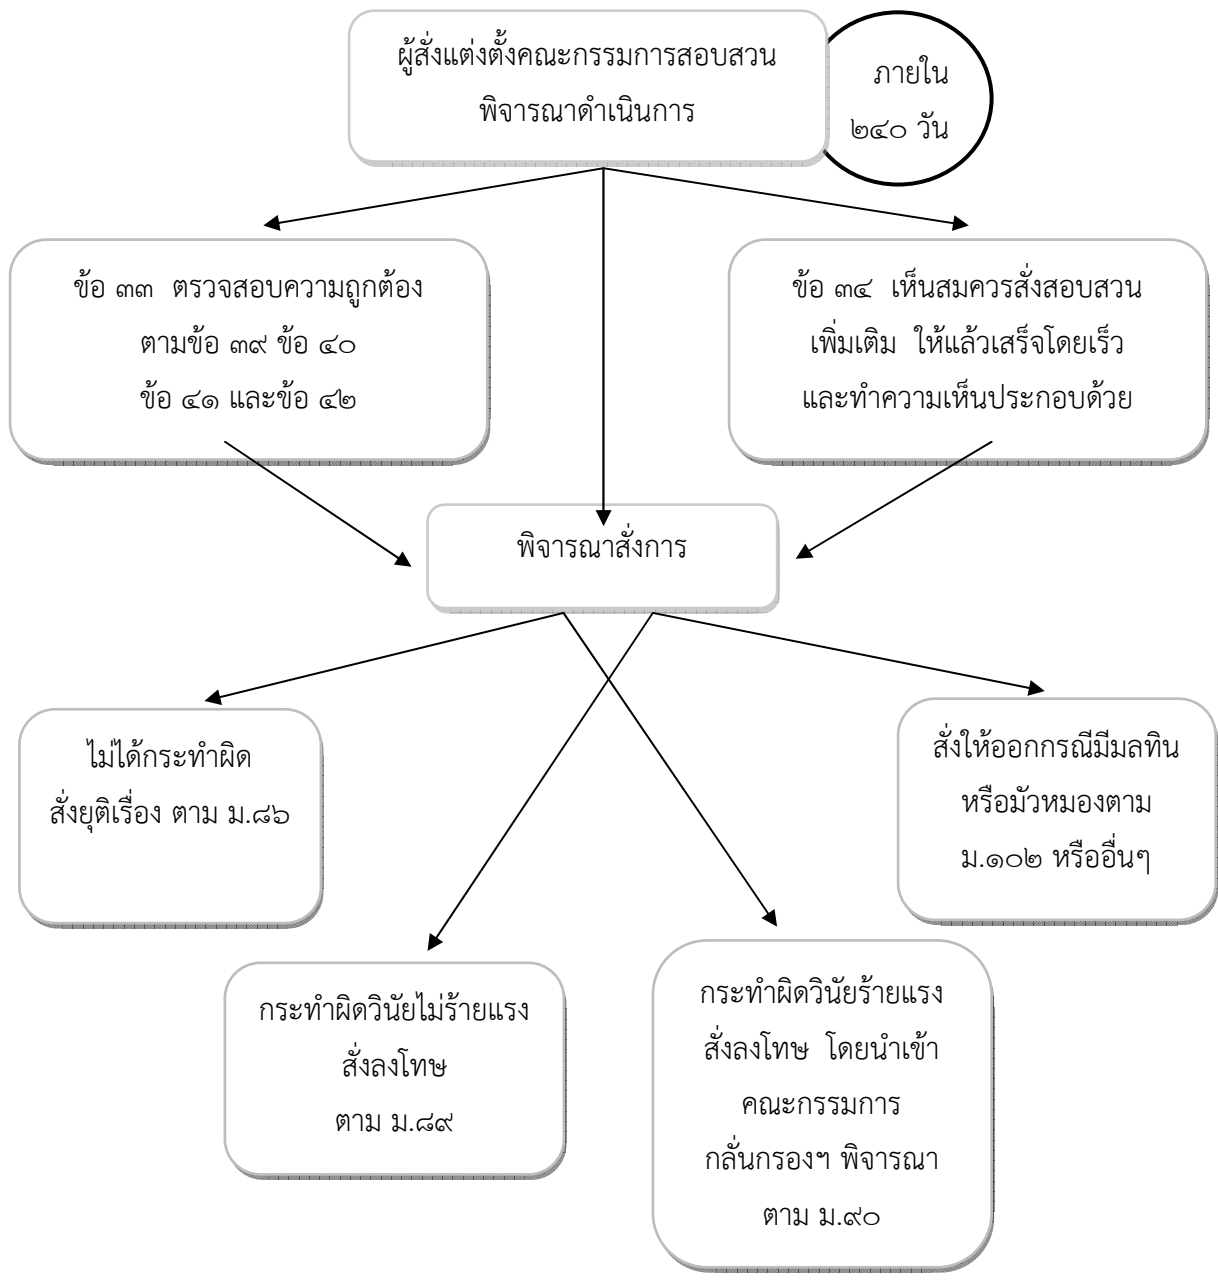 ผู้สั่งแต่งตั้งคณะกรรมการสอบสวน
พิจารณาดำเนินการ
ภายใน
๒๔๐ วัน
ข้อ ๓๓ ตรวจสอบความถูกต้อง
ตามข้อ ๓๙ ข้อ ๔๐
ข้อ ๔๑ และข้อ ๔๒
ข้อ ๓๔ เห็นสมควรสั่งสอบสวน
เพิ่มเติม ให้แล้วเสร็จโดยเร็ว
และทำความเห็นประกอบด้วย
พิจารณาสั่งการ
ไม่ได้กระทำผิด
สั่งยุติเรื่อง ตาม ม.๘๖
สั่งให้ออกกรณีมีมลทิน
หรือมัวหมองตาม
ม.๑๐๒ หรืออื่นๆ
กระทำผิดวินัยไม่ร้ายแรง
สั่งลงโทษ
ตาม ม.๘๙
กระทำผิดวินัยร้ายแรง
สั่งลงโทษ โดยนำเข้า
คณะกรรมการ
กลั่นกรองฯ พิจารณา
ตาม ม.๙๐